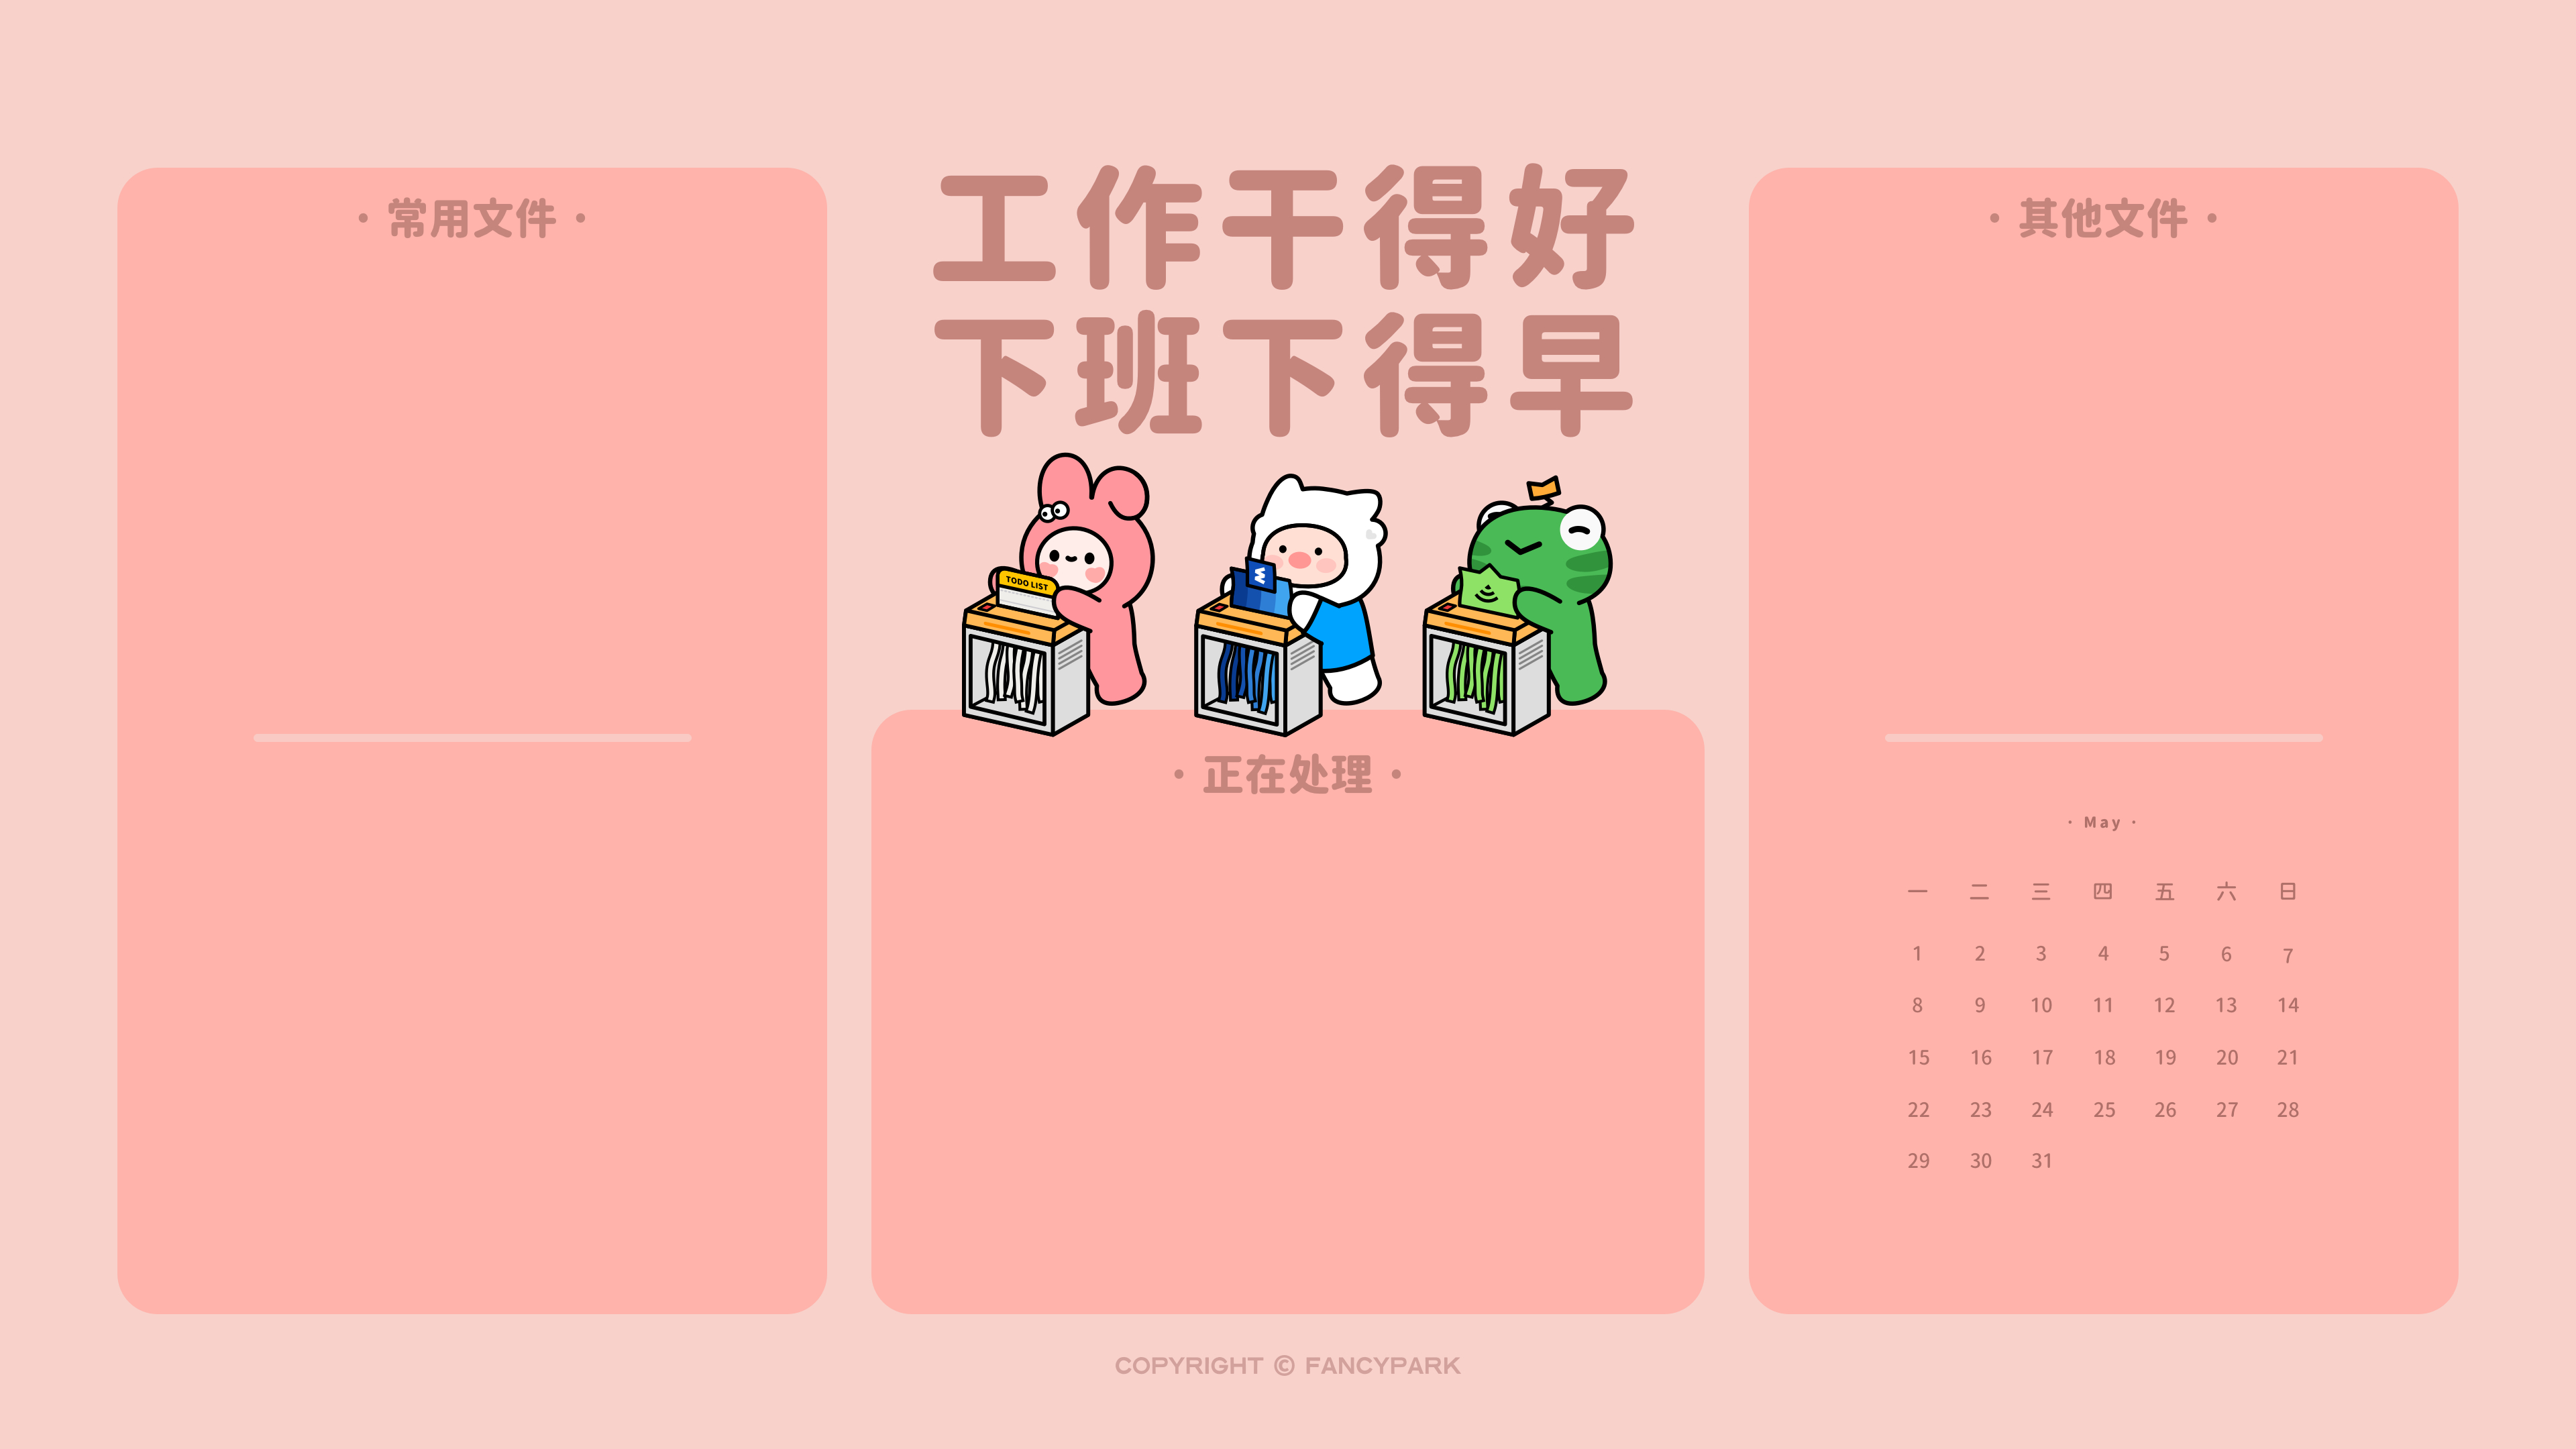 · 常用文件 ·
工作干得好
下班下得早
TODO LIST
· 正在处理 ·
· 其他文件 ·
· May ·
一 二 三 四 五 六 日
1 2 3 4 5 6 7
8 9 10 11 12 13 14
15 16 17 18 19 20 21
22 23 24 25 26 27 28
29 30 31
COPYRIGHT © FANCYPARK